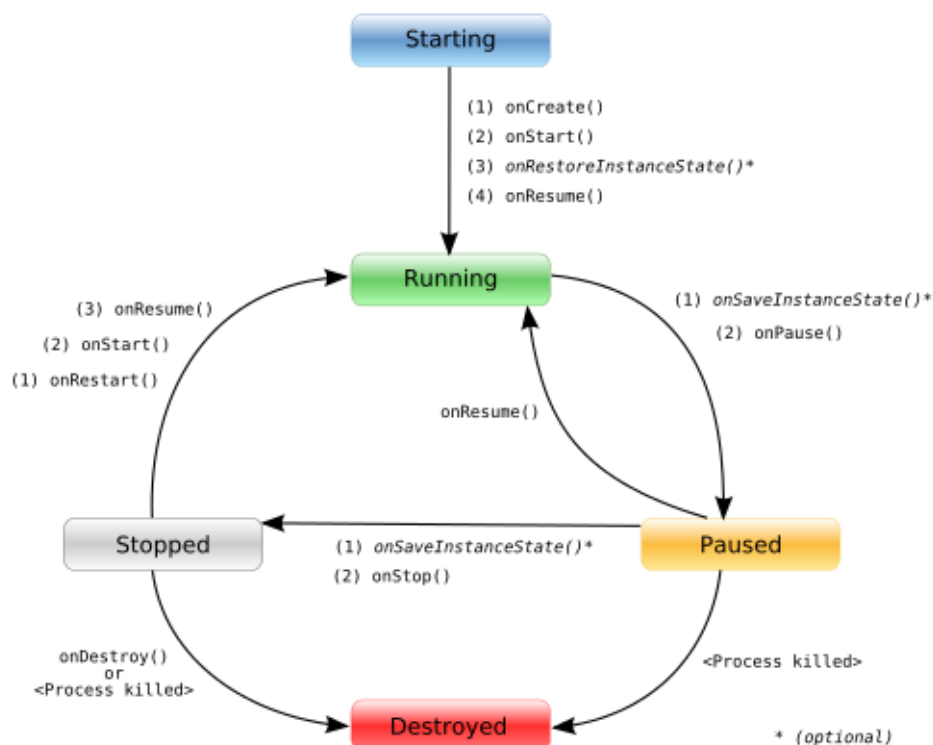 Starting
(1) onCreate()
(2) onStart()
(3) onRestoreInstanceState()*
(4) onResume()
Running
(3) onResume()
(2) onStart()
(1) onRestart()
(1) onSaveInstanceState()*
(2) onPause()
onResume()
Stopped
(1) onSaveInstanceState()*
(2) onStop()
Paused
onDestroy()
or
<Process killed>
<Process killed>
Destroyed
* (optional)